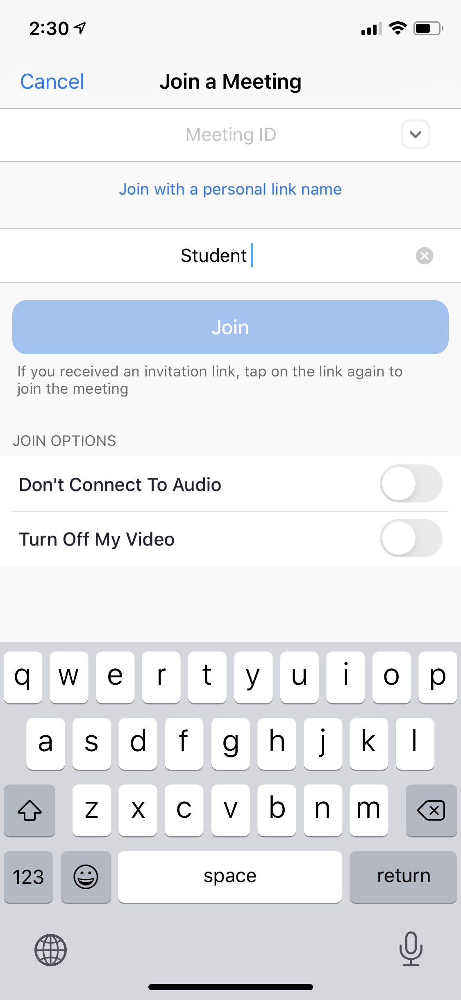 2:30
Cancel
Join a Meeting
Meeting ID
Join with a personal link name
Student
Join
If you received an invitation link, tap on the link again to
join the meeting
JOIN OPTIONS
Don't Connect To Audio
Turn Off My Video
q w e r t y u i o p
a s d f g h j k l
z x c v b n m
123 space return